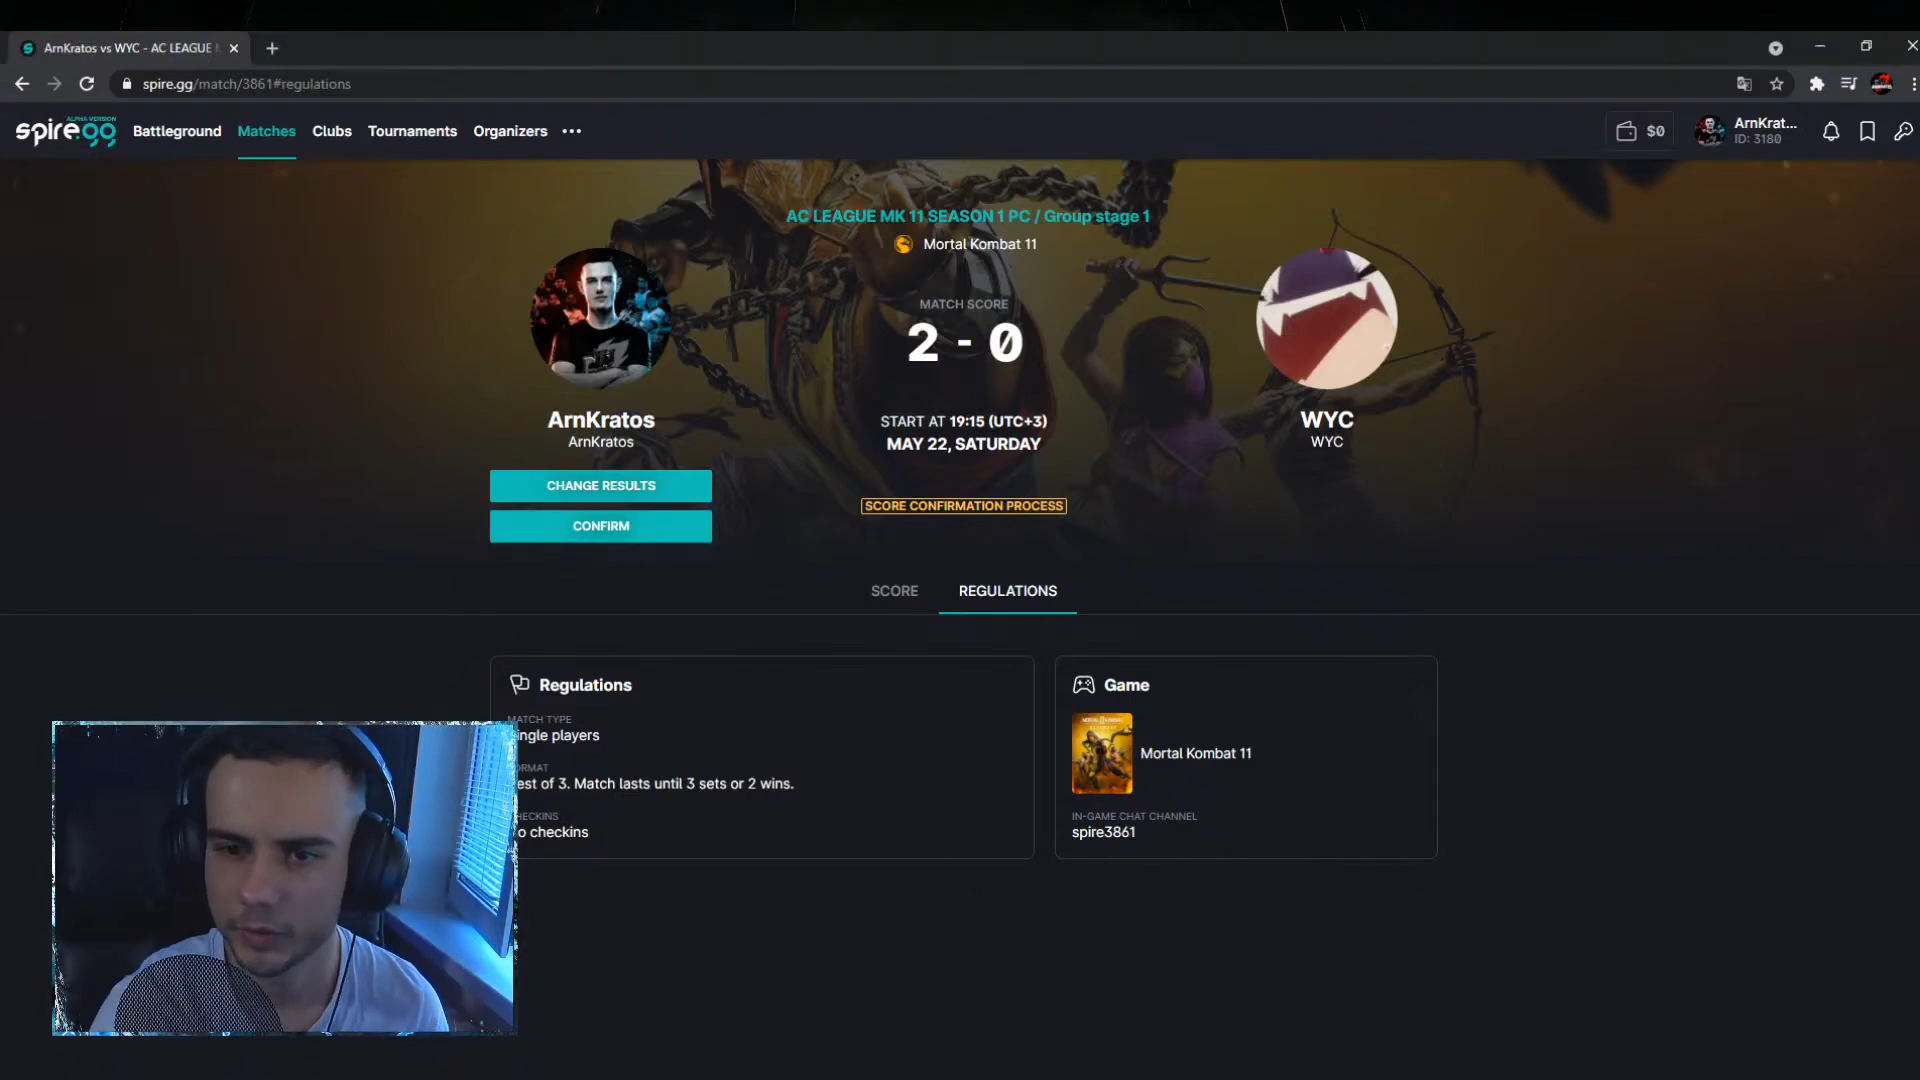 ArnKratos vs WYC - AC LEAGUE
spire.gg/match/3861#regulations
ALPHA VERSION
spire.gg
Battleground
Matches
Clubs
Tournaments
Organizers
$0
ArnKrat...
ID: 3180
AC LEAGUE MK 11 SEASON 1 PC / Group stage 1
Mortal Kombat 11
MATCH SCORE
2 - 0
ArnKratos
ArnKratos
START AT 19:15 (UTC+3)
MAY 22, SATURDAY
WYC
WYC
CHANGE RESULTS
CONFIRM
SCORE CONFIRMATION PROCESS
SCORE
REGULATIONS
Regulations
MATCH TYPE
ingle players
ORMAT
est of 3. Match lasts until 3 sets or 2 wins.
HECKINS
o checkins
Game
Mortal Kombat 11
IN-GAME CHAT CHANNEL
spire3861